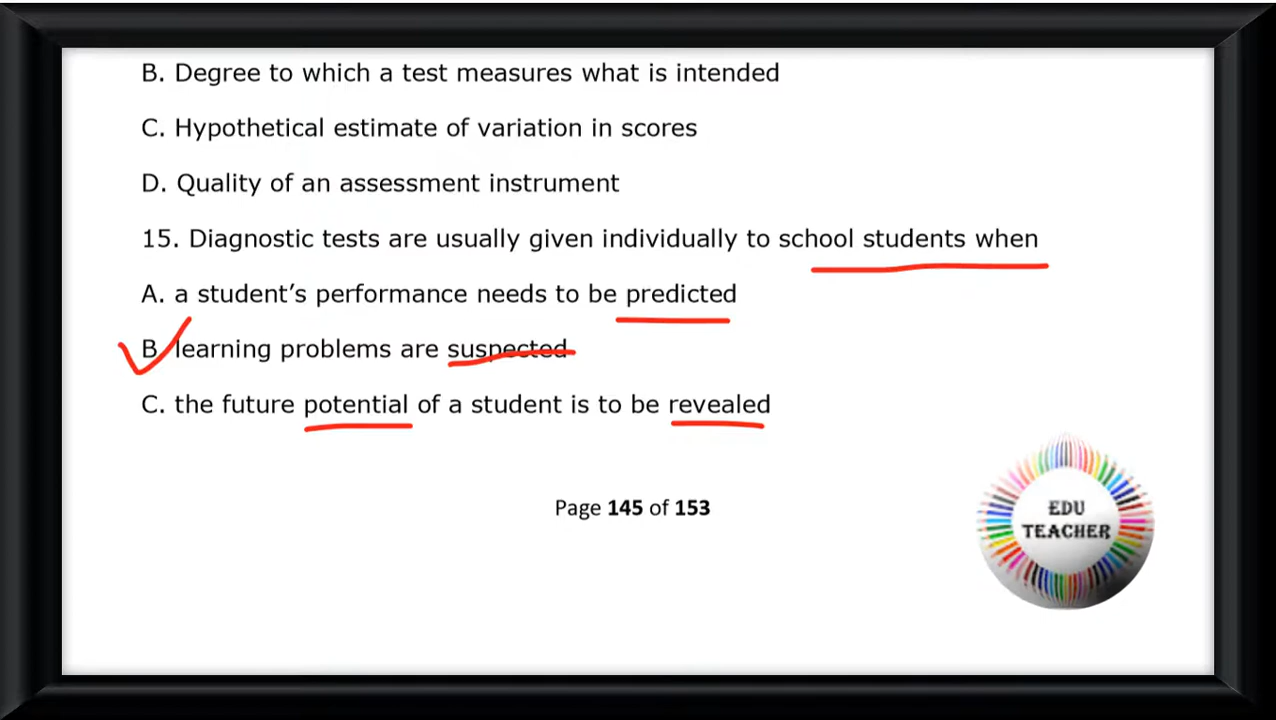 B. Degree to which a test measures what is intended
C. Hypothetical estimate of variation in scores
D. Quality of an assessment instrument
15. Diagnostic tests are usually given individually to school students when
A. a student’s performance needs to be predicted
B. learning problems are suspected
C. the future potential of a student is to be revealed
Page 145 of 153
EDU
TEACHER